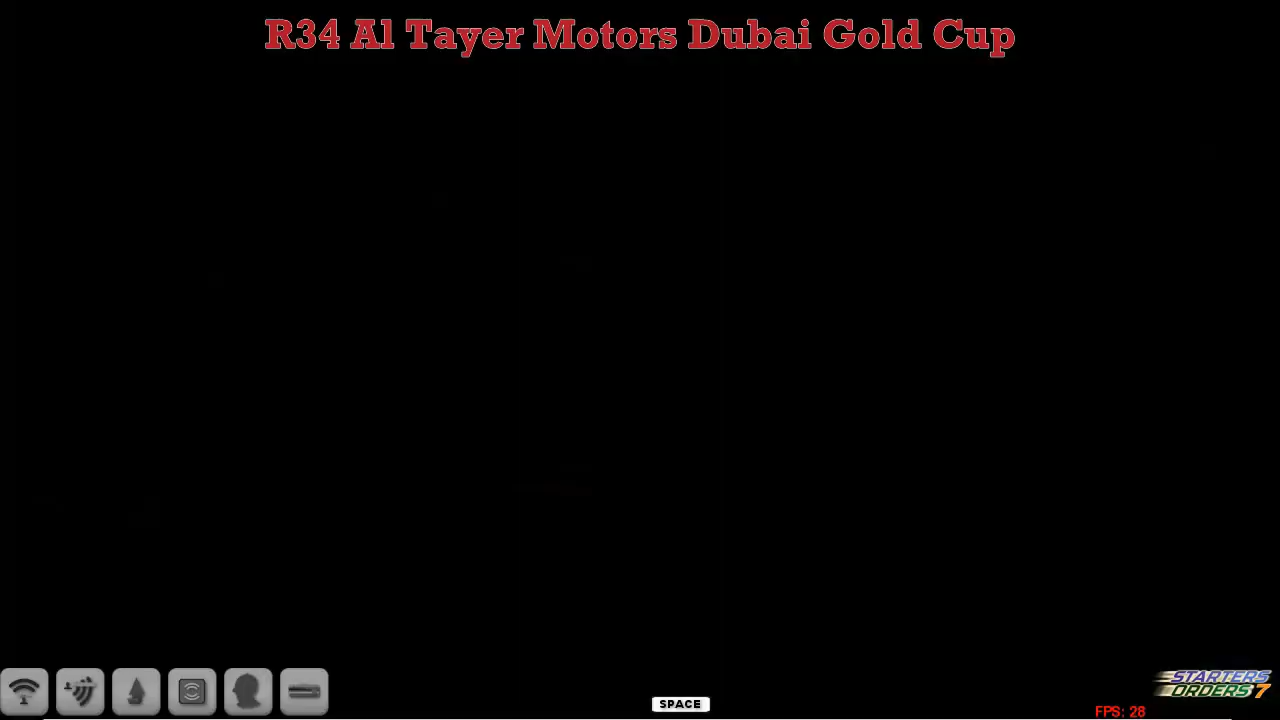 R34 Al Tayer Motors Dubai Gold Cup
SPACE
STARTERS
ORDERS 7
FPS: 28